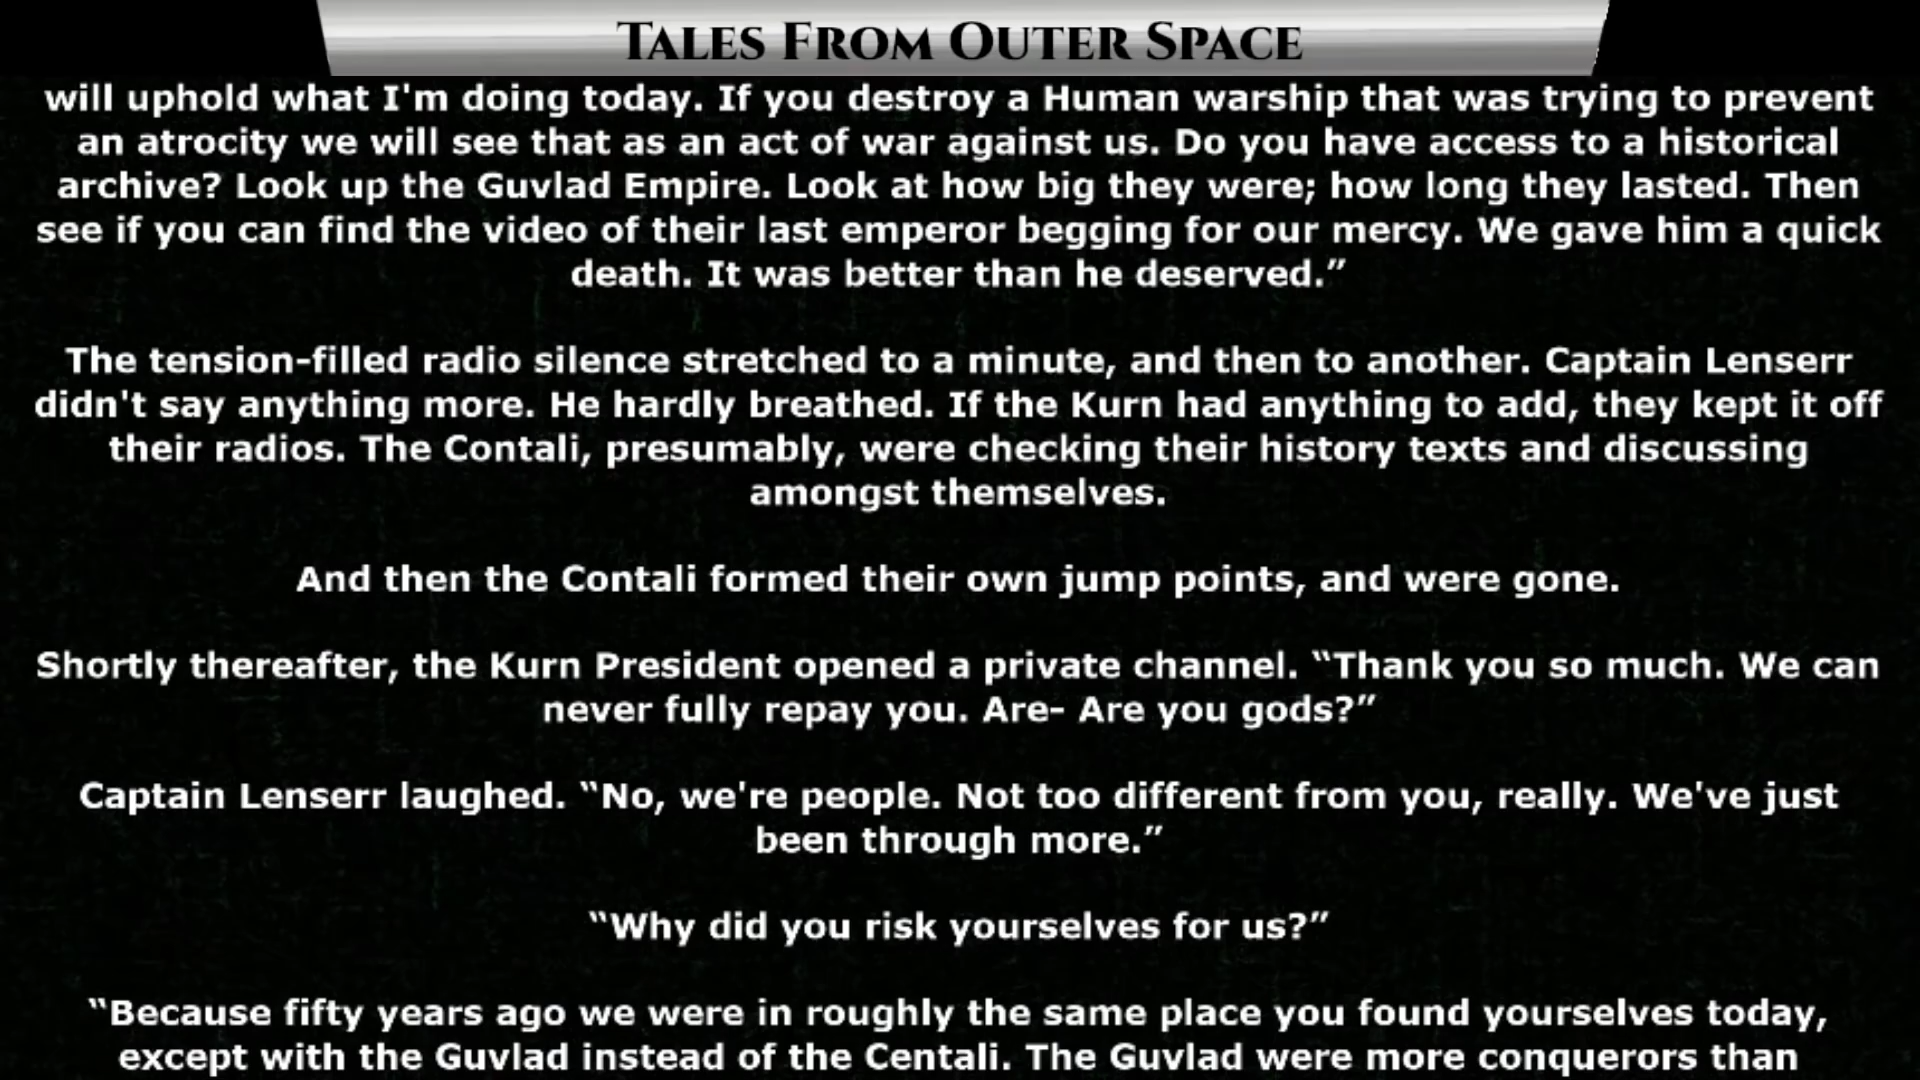 Tales From Outer Space
will uphold what I'm doing today. If you destroy a Human warship that was trying to prevent
an atrocity we will see that as an act of war against us. Do you have access to a historical
archive? Look up the Guvlad Empire. Look at how big they were; how long they lasted. Then
see if you can find the video of their last emperor begging for our mercy. We gave him a quick
death. It was better than he deserved.”
The tension-filled radio silence stretched to a minute, and then to another. Captain Lenserr
didn't say anything more. He hardly breathed. If the Kurn had anything to add, they kept it off
their radios. The Contali, presumably, were checking their history texts and discussing
amongst themselves.
And then the Contali formed their own jump points, and were gone.
Shortly thereafter, the Kurn President opened a private channel. “Thank you so much. We can
never fully repay you. Are- Are you gods?”
Captain Lenserr laughed. “No, we're people. Not too different from you, really. We've just
been through more.”
“Why did you risk yourselves for us?”
“Because fifty years ago we were in roughly the same place you found yourselves today,
except with the Guvlad instead of the Centali. The Guvlad were more conquerors than